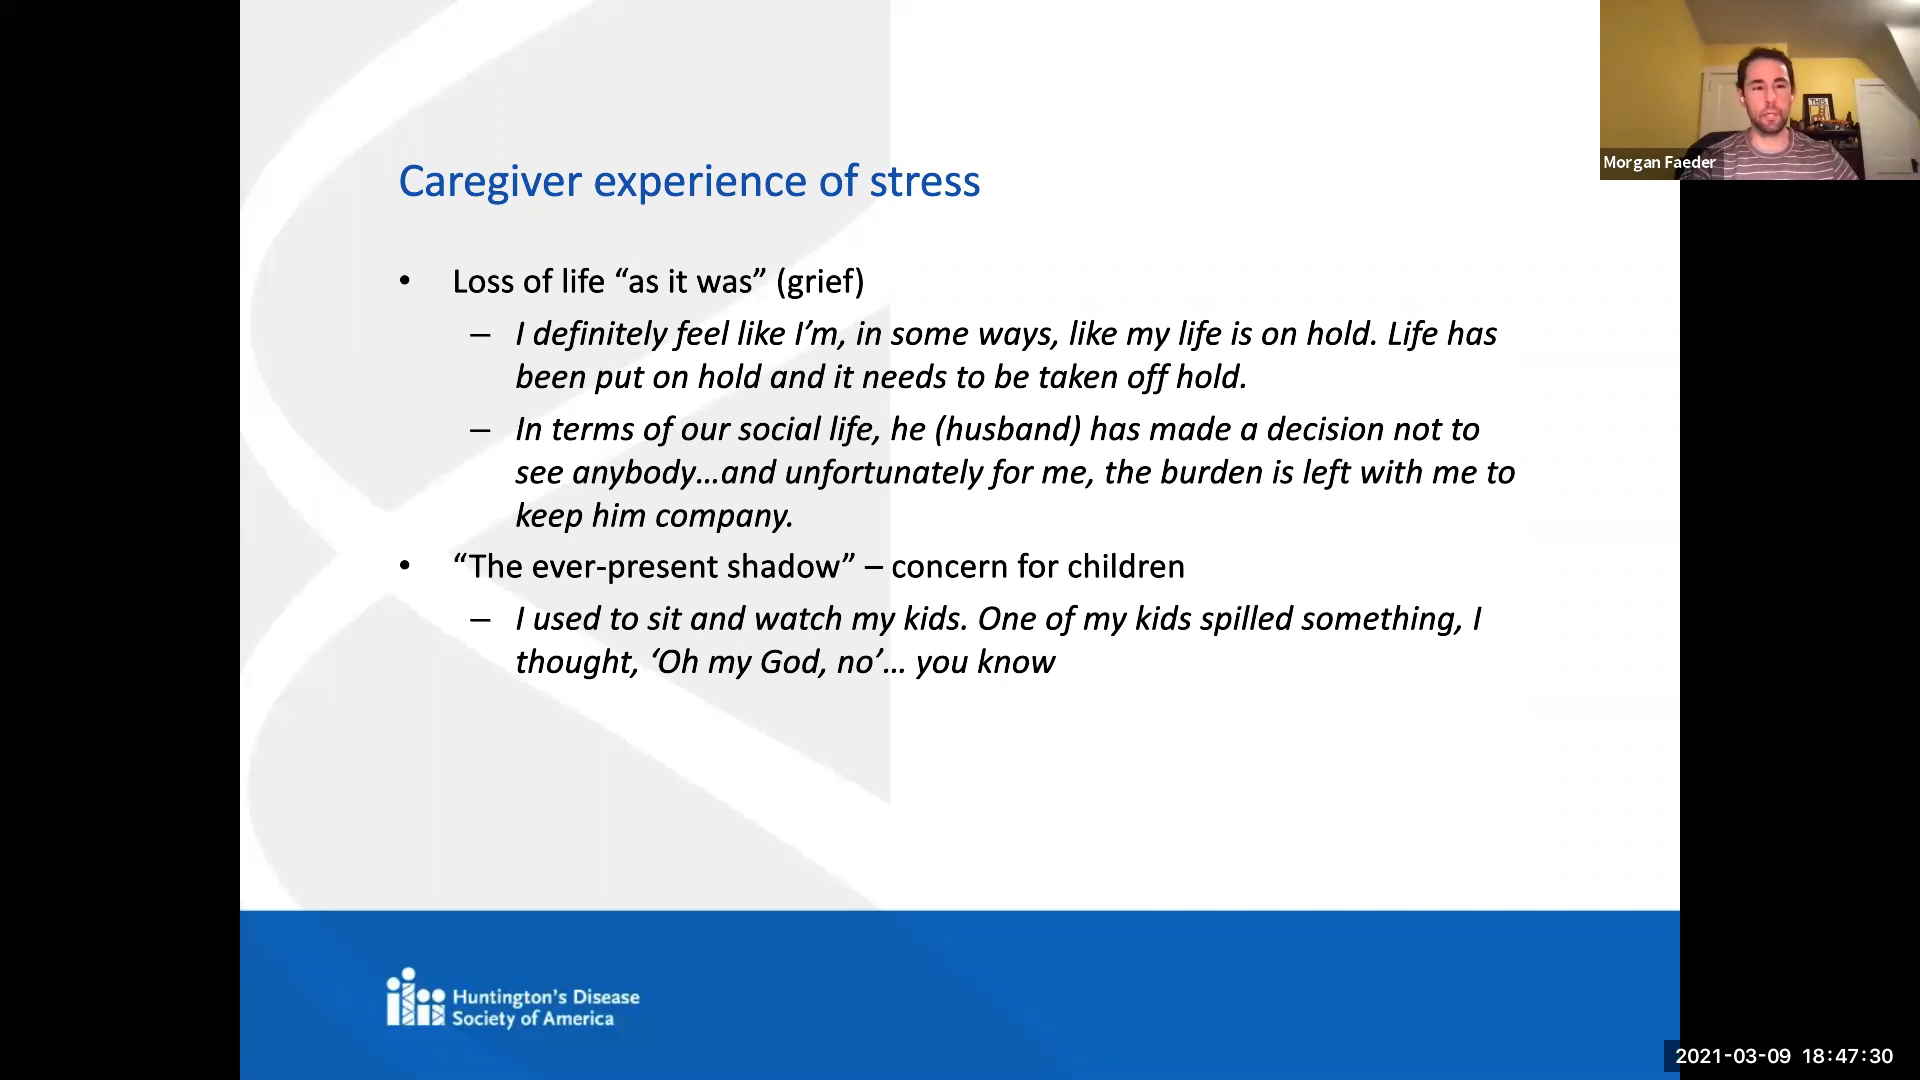 Caregiver experience of stress
• Loss of life “as it was” (grief)
– I definitely feel like I’m, in some ways, like my life is on hold. Life has
been put on hold and it needs to be taken off hold.
– In terms of our social life, he (husband) has made a decision not to
see anybody…and unfortunately for me, the burden is left with me to
keep him company.
• “The ever-present shadow” – concern for children
– I used to sit and watch my kids. One of my kids spilled something, I
thought, ‘Oh my God, no’… you know
Huntington’s Disease
Society of America
THIS
Morgan Faeder
2021-03-09 18:47:30